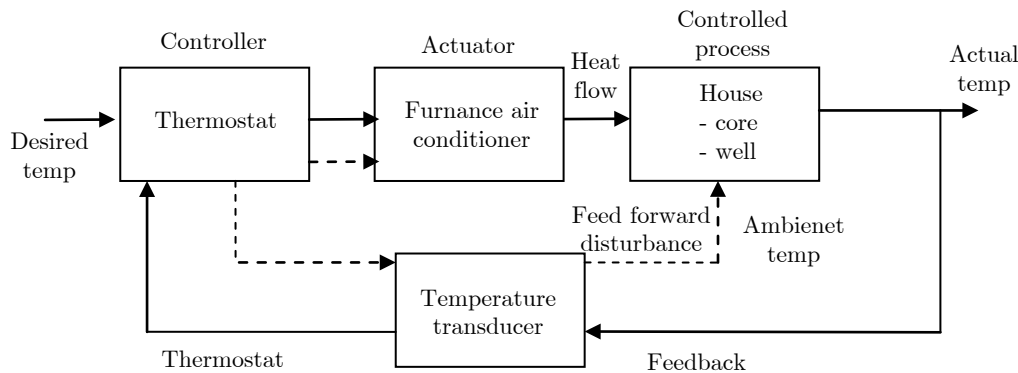 Controller
Actuator
Controlled
process
Heat
flow
Actual
temp
Desired
temp
Thermostat
Furnance air
conditioner
House
- core
- well
Feed forward
disturbance
Ambienet
temp
Temperature
transducer
Thermostat
Feedback